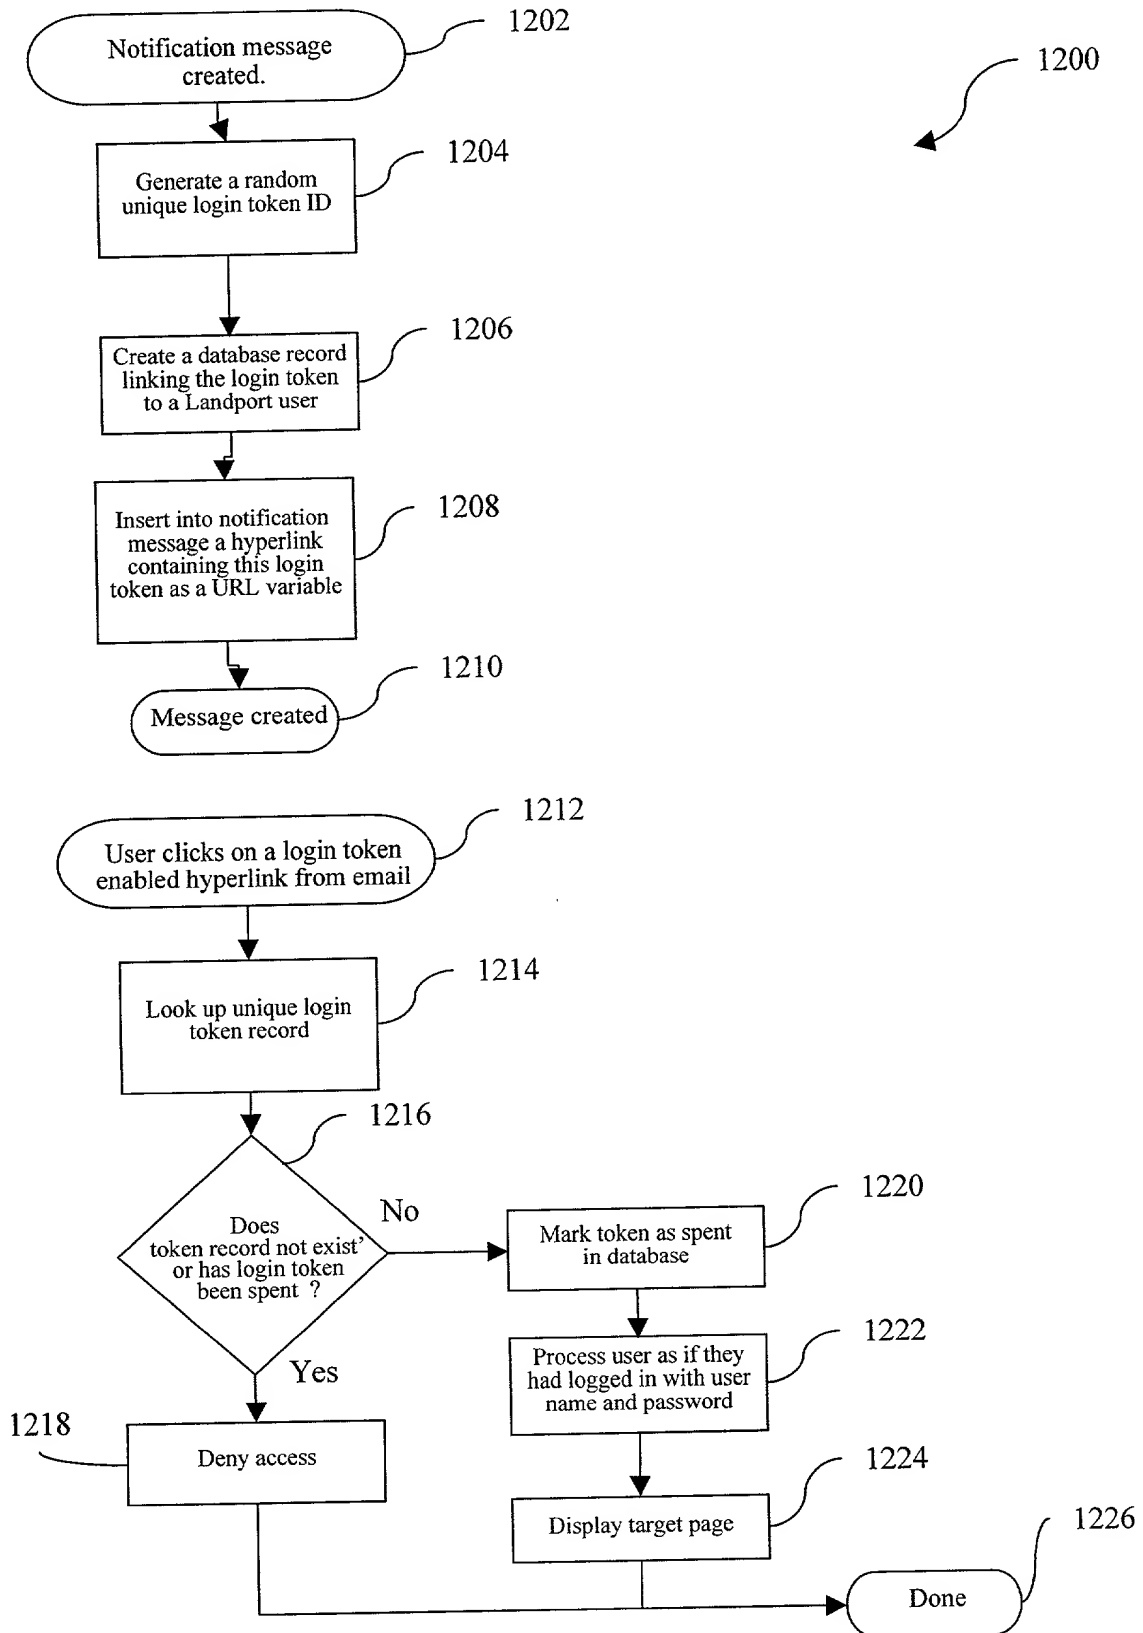 1202
Notification message
created.
1200
1204
Generate a random
unique login token ID
1206
Create a database record
linking the login token
to a Landport user
1208
Insert into notification
message a hyperlink
containing this login
token as a URL variable
1210
Message created
1212
User clicks on a login token
enabled hyperlink from email
1214
Look up unique login
token record
1216
Does
token record not exist'
or has login token
been spent ?
No
Yes
1220
Mark token as spent
in database
1222
Process user as if they
had logged in with user
name and password
1218
Deny access
1224
Display target page
1226
Done